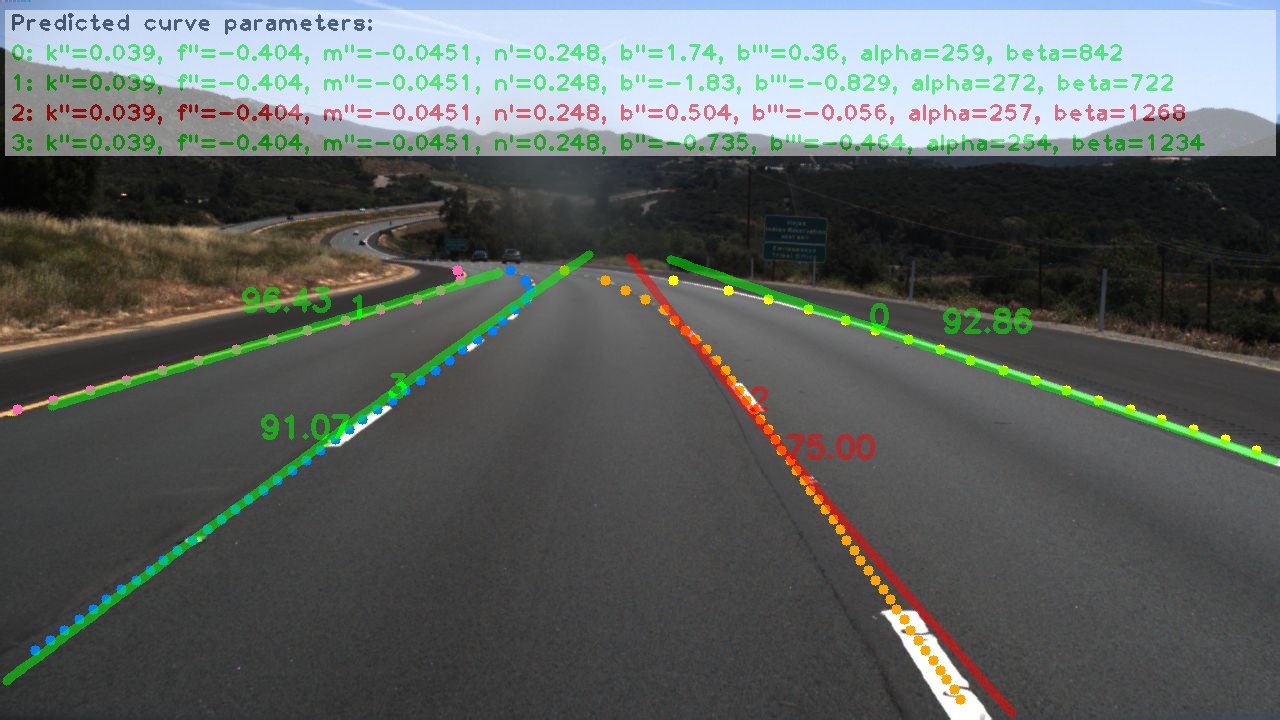 Predicted curve parameters:
0: k''=0.039, f''=−0.404, m''=−0.0451, n'=0.248, b''=1.74, b'''=0.36, alpha=259, beta=842
1: k''=0.039, f''=−0.404, m''=−0.0451, n'=0.248, b''=−1.83, b'''=−0.829, alpha=272, beta=722
2: k''=0.039, f''=−0.404, m''=−0.0451, n'=0.248, b''=0.504, b'''=−0.056, alpha=257, beta=1268
3: k''=0.039, f''=−0.404, m''=−0.0451, n'=0.248, b''=−0.735, b'''=−0.464, alpha=254, beta=1234
Indian Reservation
96.43 1
0 92.86
3
2
91.07
75.00